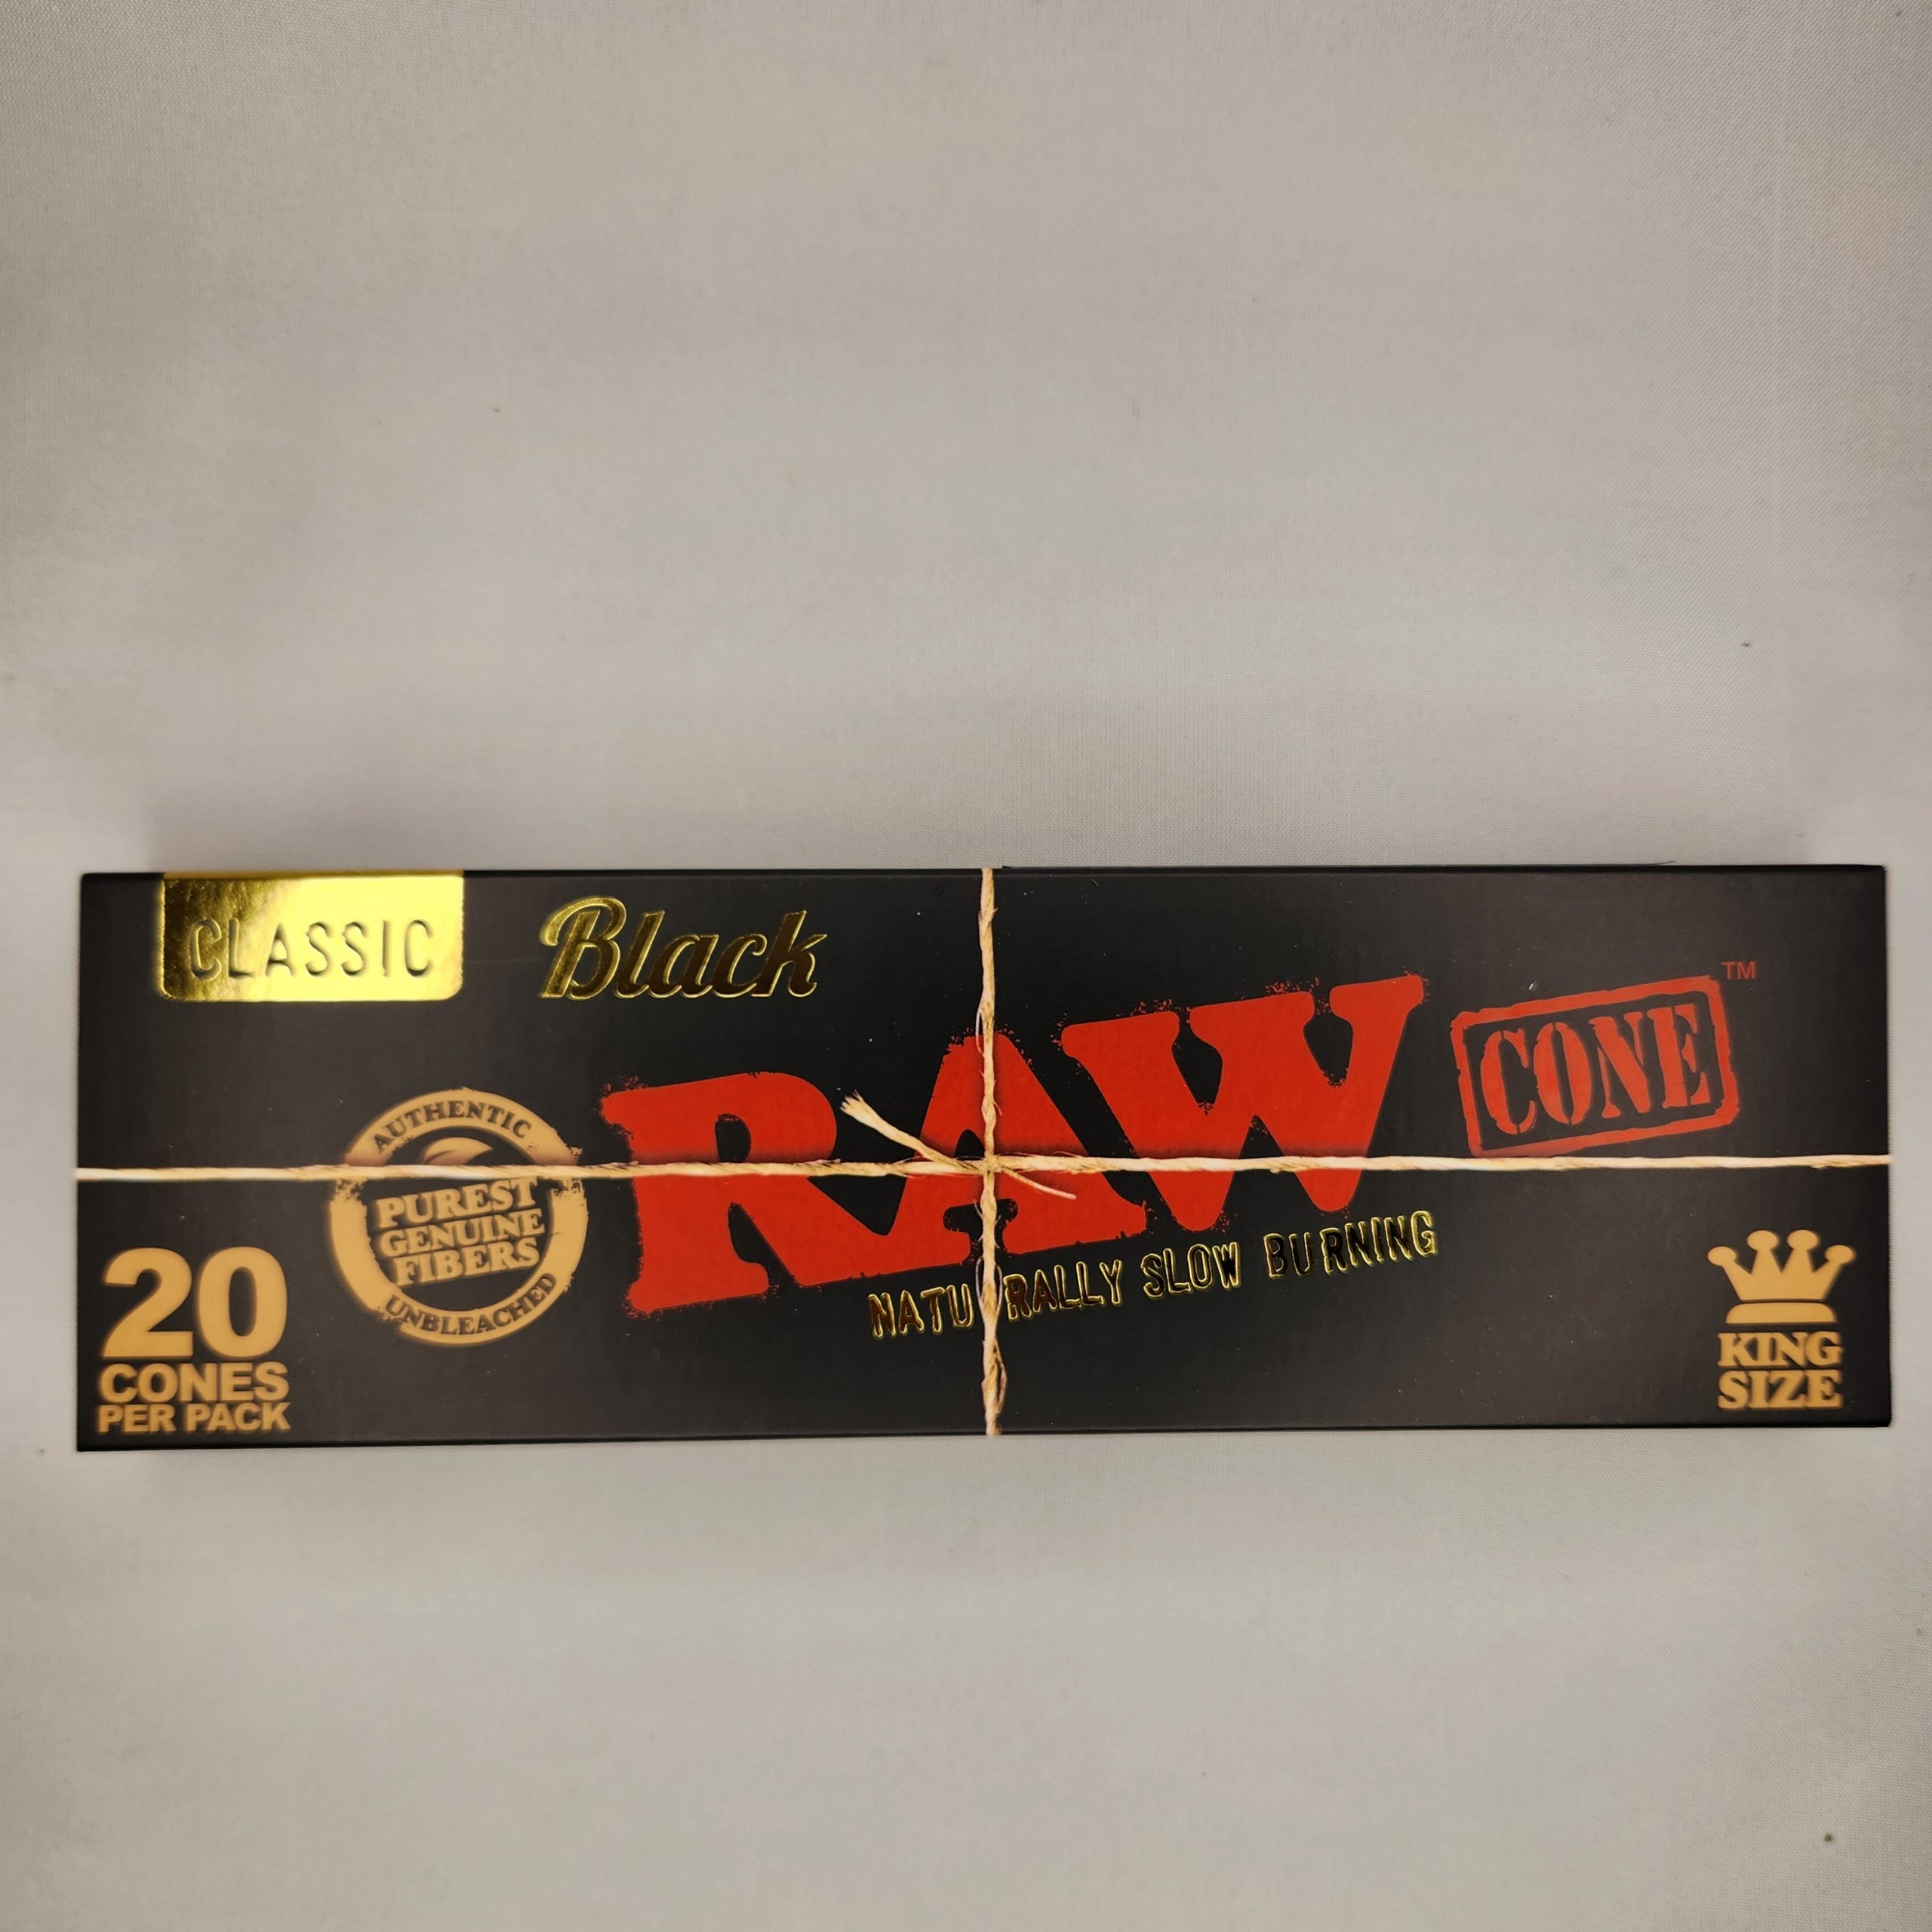 CLASSIC
Black
RAW
CONE
TM
AUTHENTIC
PUREST
GENUINE
FIBERS
UNBLEACHED
NATURALLY SLOW BURNING
20
CONES
PER PACK
KING
SIZE